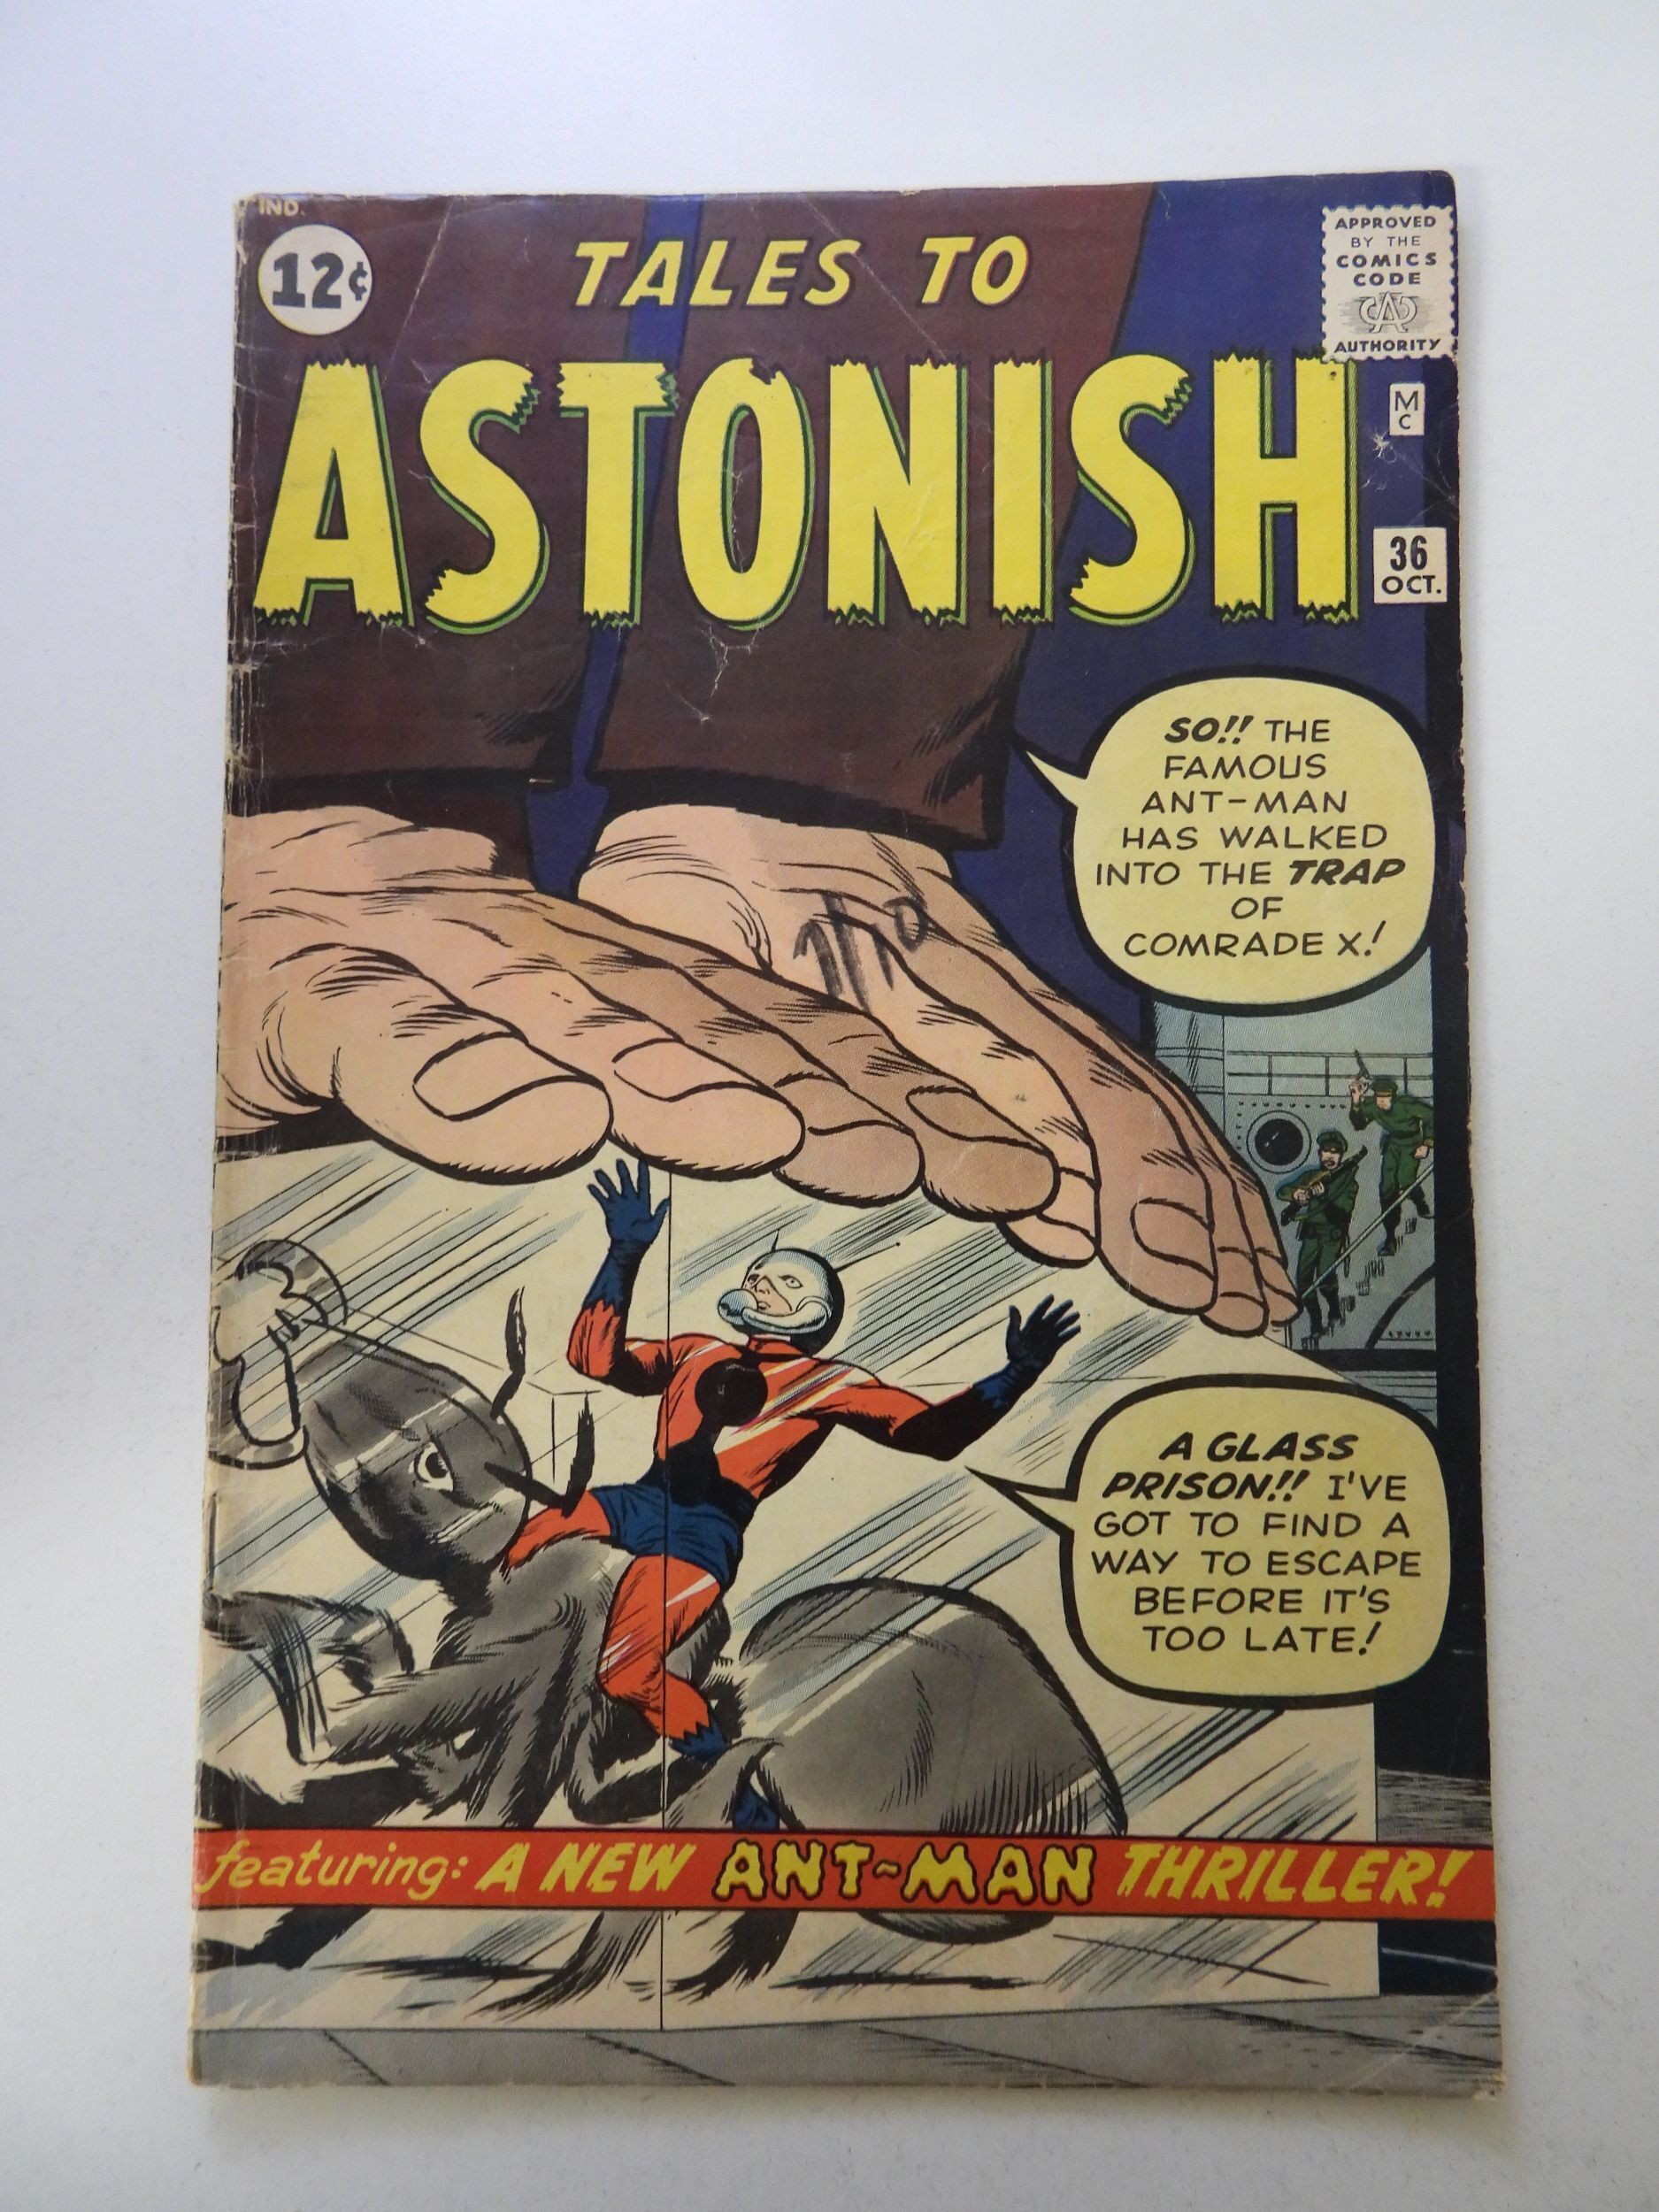 IND.
12¢
TALES TO
ASTONISH
APPROVED
BY THE
COMICS
CODE
CA
AUTHORITY
M
C
36
OCT.
SO!! THE
FAMOUS
ANT-MAN
HAS WALKED
INTO THE TRAP
OF
COMRADE X!
A GLASS
PRISON!! I'VE
GOT TO FIND A
WAY TO ESCAPE
BEFORE IT'S
TOO LATE!
featuring: A NEW ANT-MAN THRILLER!